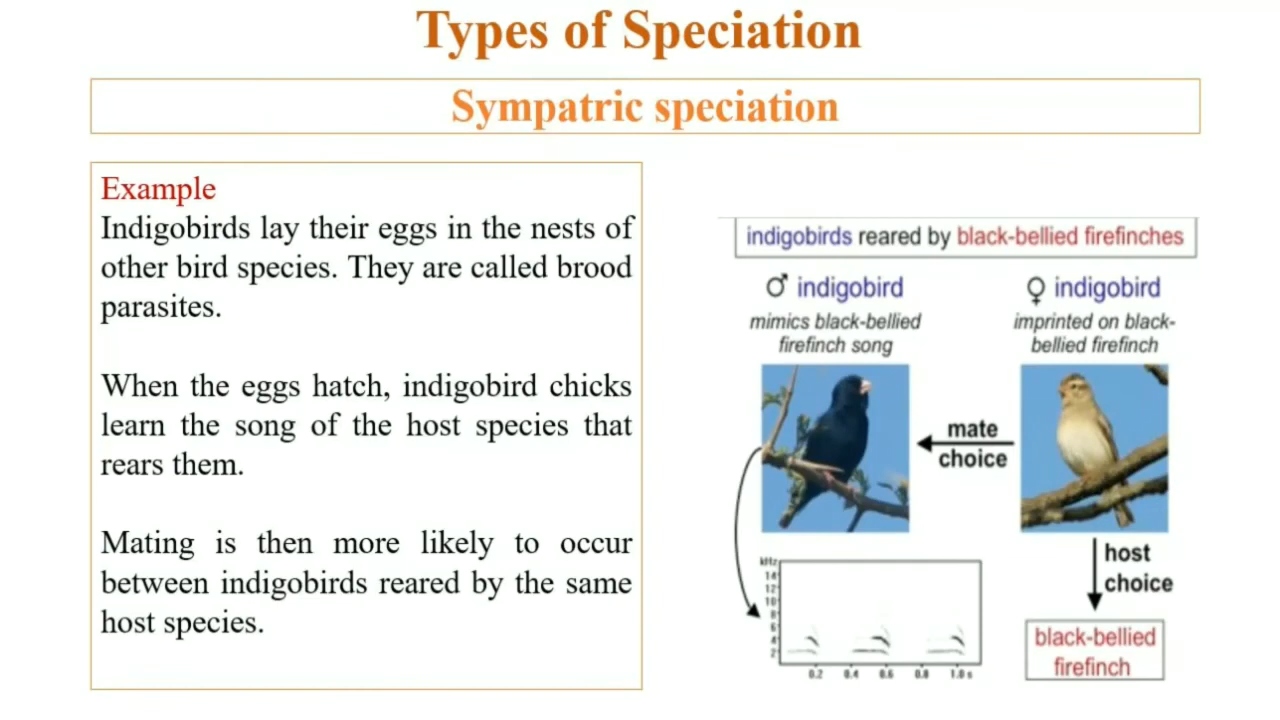 Types of Speciation
Sympatric speciation
Example
Indigobirds lay their eggs in the nests of
other bird species. They are called brood
parasites.
When the eggs hatch, indigobird chicks
learn the song of the host species that
rears them.
Mating is then more likely to occur
between indigobirds reared by the same
host species.
indigobirds reared by black-bellied firefinches
♂ indigobird
mimics black-bellied
firefinch song
♀ indigobird
imprinted on black-
bellied firefinch
mate
choice
host
choice
black-bellied
firefinch
kHz
14
12
10
8
6
4
2
0.2 0.4 0.6 0.8 1.0 s